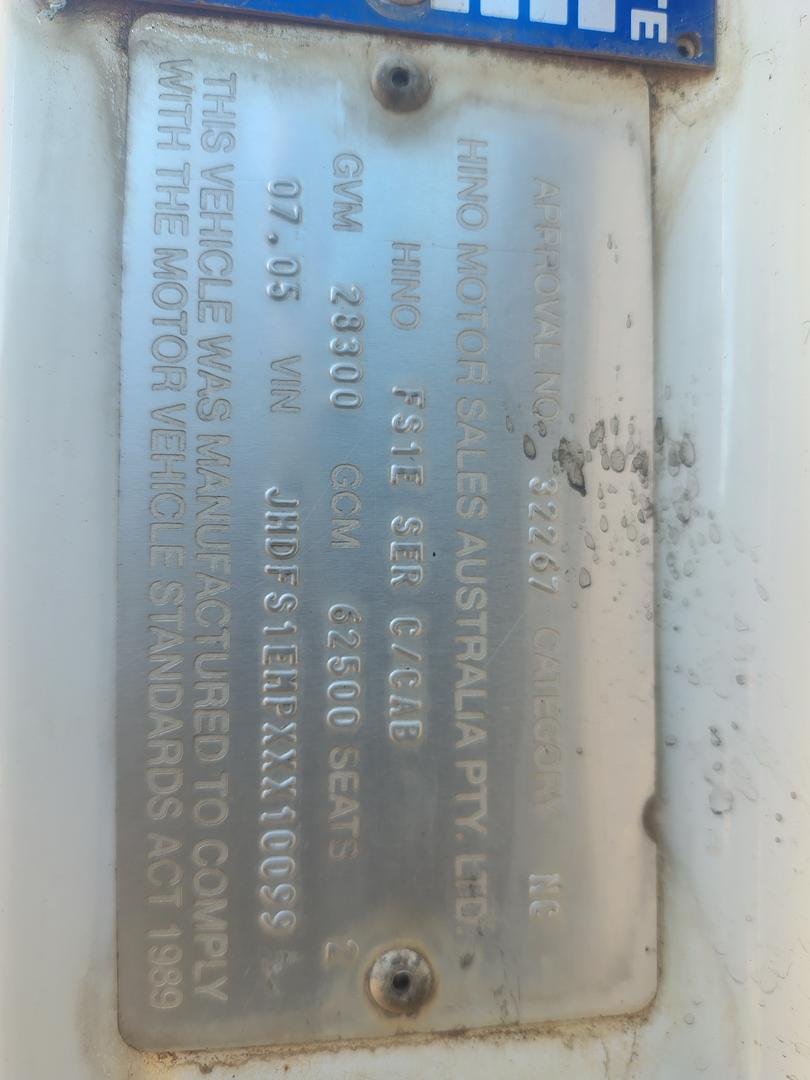 TE
APPROVAL NO. 32267 CATEGORY NC
HINO MOTOR SALES AUSTRALIA PTY. LTD.
HINO FS1E SER C/CAB
GVM 28300 GCM 62500 SEATS 2
07.05 VIN JHDFS1EMPXXX10099
THIS VEHICLE WAS MANUFACTURED TO COMPLY
WITH THE MOTOR VEHICLE STANDARDS ACT 1989